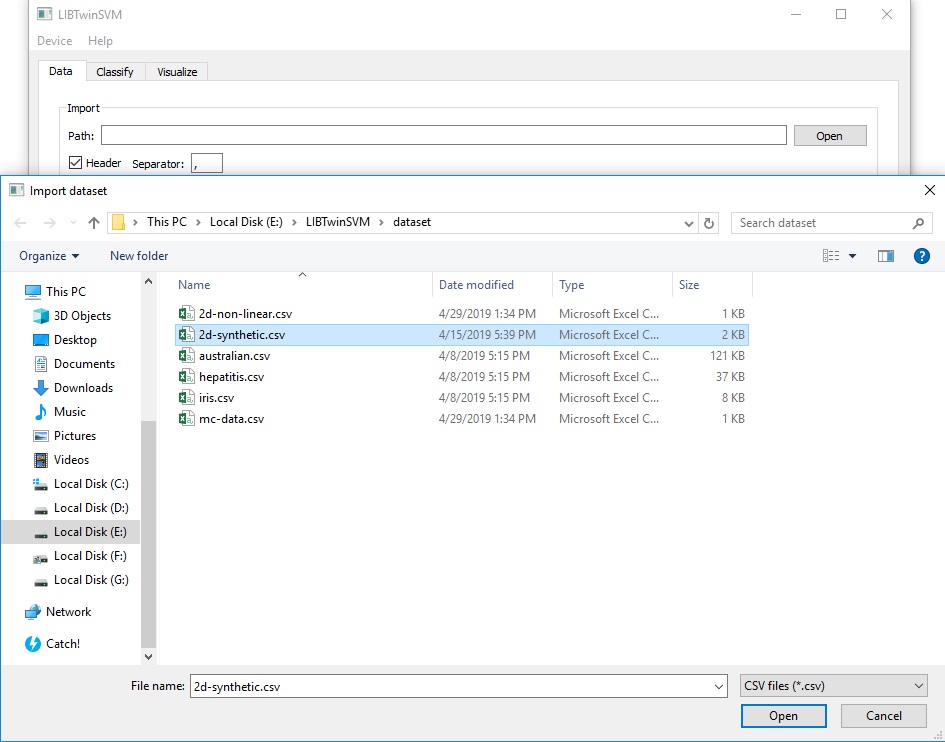 LIBTwinSVM
Device Help
Data Classify Visualize
Import
Path: Open
Header Separator: ,
Import dataset
This PC > Local Disk (E:) > LIBTwinSVM > dataset Search dataset
Organize New folder
Name Date modified Type Size
This PC
3D Objects
Desktop
Documents
Downloads
Music
Pictures
Videos
Local Disk (C:)
Local Disk (D:)
Local Disk (E:)
Local Disk (F:)
Local Disk (G:)
Network
Catch!
2d-non-linear.csv 4/29/2019 1:34 PM Microsoft Excel C... 1 KB
2d-synthetic.csv 4/15/2019 5:39 PM Microsoft Excel C... 2 KB
australian.csv 4/8/2019 5:15 PM Microsoft Excel C... 121 KB
hepatitis.csv 4/8/2019 5:15 PM Microsoft Excel C... 37 KB
iris.csv 4/8/2019 5:15 PM Microsoft Excel C... 8 KB
mc-data.csv 4/29/2019 1:34 PM Microsoft Excel C... 1 KB
File name: 2d-synthetic.csv CSV files (*.csv)
Open Cancel